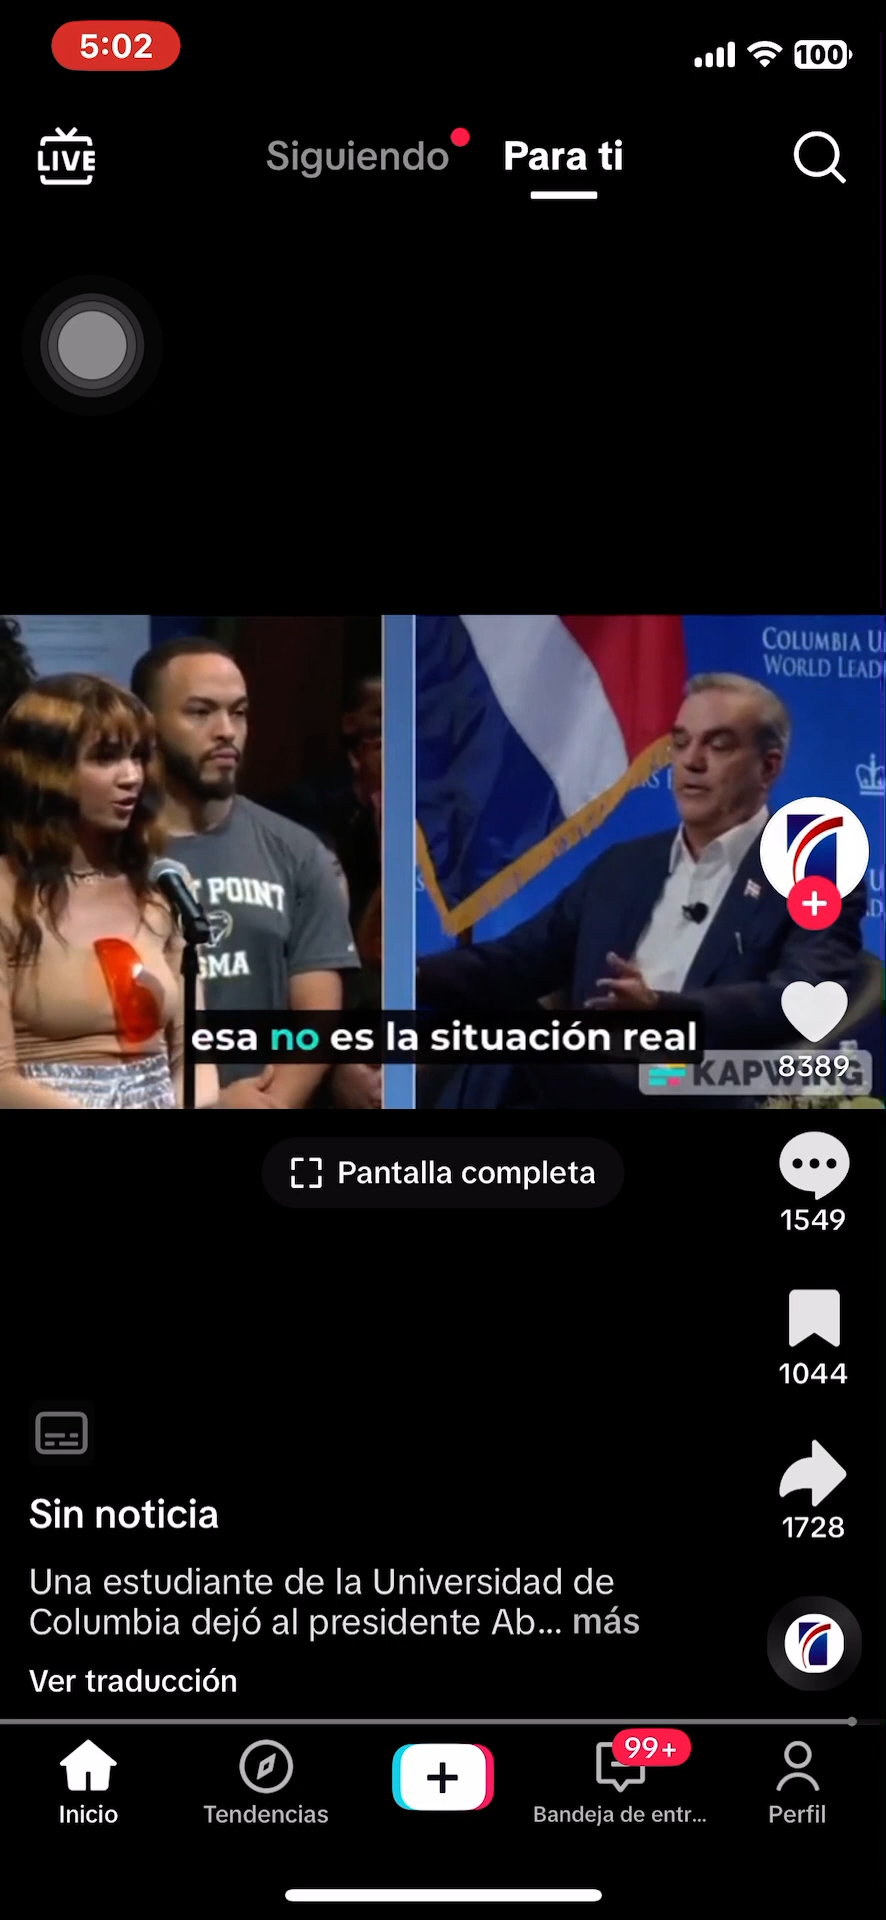 5:02
100
LIVE
Siguiendo
Para ti
COLUMBIA U
WORLD LEAD
T POINT
GMA
esa no es la situación real
KAPWING
8389
Pantalla completa
1549
1044
1728
Sin noticia
Una estudiante de la Universidad de
Columbia dejó al presidente Ab... más
Ver traducción
99+
Inicio
Tendencias
Bandeja de entr...
Perfil